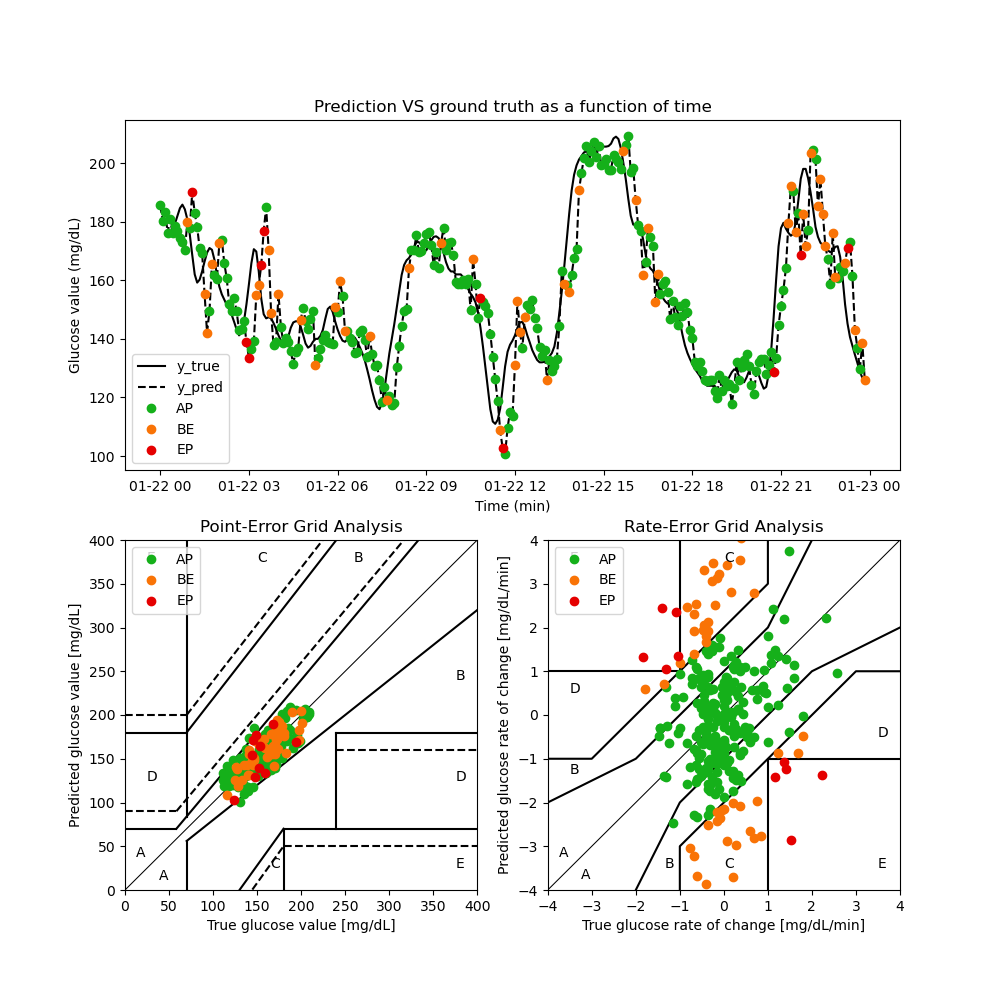 Prediction VS ground truth as a function of time
Glucose value (mg/dL)
200
180
160
140
120
100
y_true
y_pred
AP
BE
EP
01-22 00 01-22 03 01-22 06 01-22 09 01-22 12 01-22 15 01-22 18 01-22 21 01-23 00
Time (min)
Point-Error Grid Analysis
Predicted glucose value [mg/dL]
400
350
300
250
200
150
100
50
0
AP
BE
EP
C
B
B
D
D
A
A
C
E
0 50 100 150 200 250 300 350 400
True glucose value [mg/dL]
Rate-Error Grid Analysis
Predicted glucose rate of change [mg/dL/min]
4
3
2
1
0
−1
−2
−3
−4
AP
BE
EP
C
D
D
B
A
A
B
C
E
−4 −3 −2 −1 0 1 2 3 4
True glucose rate of change [mg/dL/min]